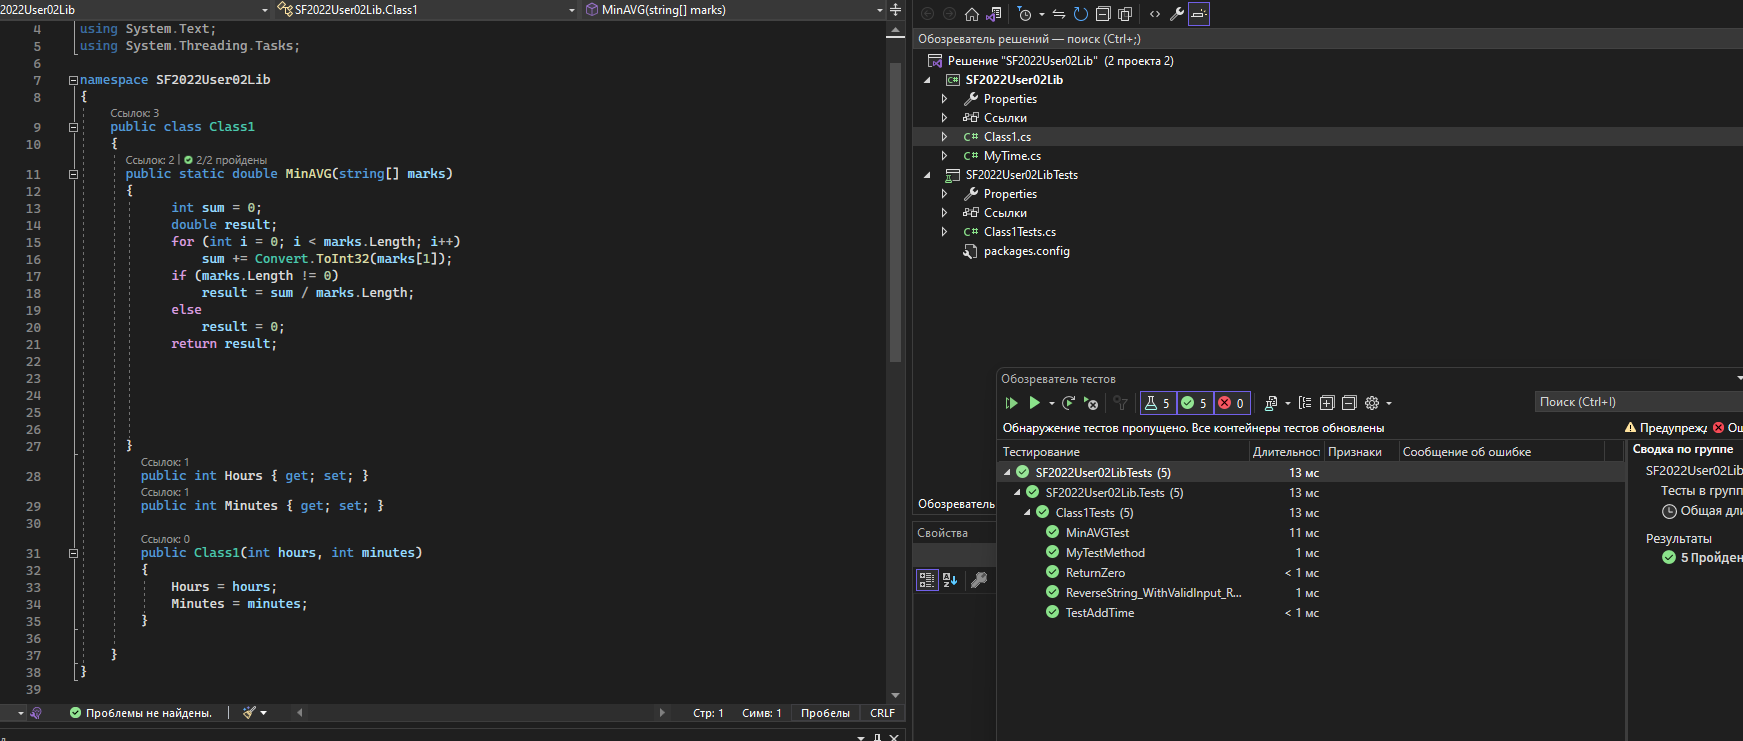 2022User02Lib
SF2022User02Lib.Class1
MinAVG(string[] marks)
4 using System.Text;
5 using System.Threading.Tasks;
6
7 namespace SF2022User02Lib
8 {
Ссылок: 3
9 public class Class1
10 {
Ссылок: 2 | 2/2 пройдены
11 public static double MinAVG(string[] marks)
12 {
13 int sum = 0;
14 double result;
15 for (int i = 0; i < marks.Length; i++)
16 sum += Convert.ToInt32(marks[1]);
17 if (marks.Length != 0)
18 result = sum / marks.Length;
19 else
20 result = 0;
21 return result;
22
23
24
25
26
27 }
Ссылок: 1
28 public int Hours { get; set; }
Ссылок: 1
29 public int Minutes { get; set; }
30
Ссылок: 0
31 public Class1(int hours, int minutes)
32 {
33 Hours = hours;
34 Minutes = minutes;
35 }
36
37 }
38 }
39
Проблемы не найдены.
Стр: 1
Симв: 1
Пробелы
CRLF
Обозреватель решений — поиск (Ctrl+;)
Решение "SF2022User02Lib" (2 проекта 2)
C# SF2022User02Lib
Properties
Ссылки
C# Class1.cs
C# MyTime.cs
SF2022User02LibTests
Properties
Ссылки
C# Class1Tests.cs
packages.config
Обозреватель
Свойства
Обозреватель тестов
5 5 0
Поиск (Ctrl+I)
Обнаружение тестов пропущено. Все контейнеры тестов обновлены
Предупрежд
Ош
Тестирование Длительност Признаки Сообщение об ошибке
SF2022User02LibTests (5) 13 мс
SF2022User02Lib.Tests (5) 13 мс
Class1Tests (5) 13 мс
MinAVGTest 11 мс
MyTestMethod 1 мс
ReturnZero < 1 мс
ReverseString_WithValidInput_R... 1 мс
TestAddTime < 1 мс
Сводка по группе
SF2022User02Lib
Тесты в групп
Общая дли
Результаты
5 Пройден